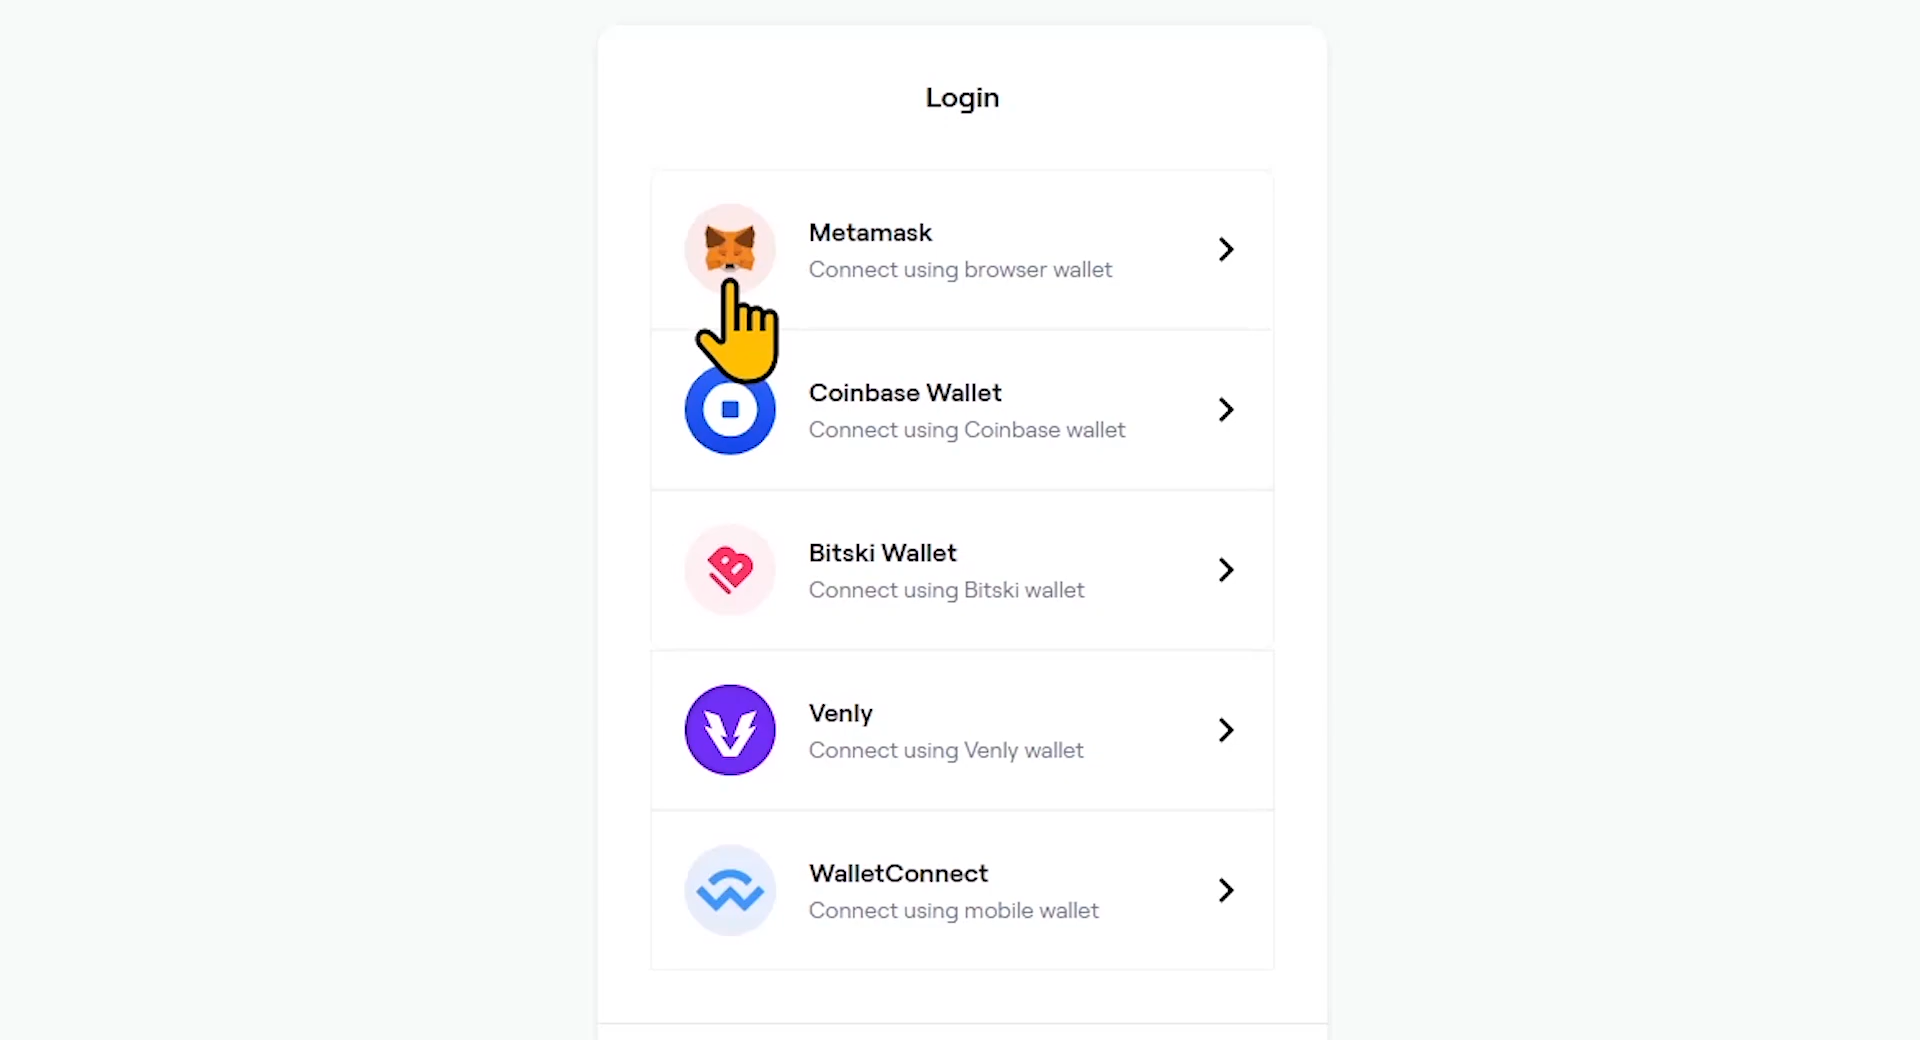 Login
Metamask
Connect using browser wallet
Coinbase Wallet
Connect using Coinbase wallet
Bitski Wallet
Connect using Bitski wallet
Venly
Connect using Venly wallet
WalletConnect
Connect using mobile wallet